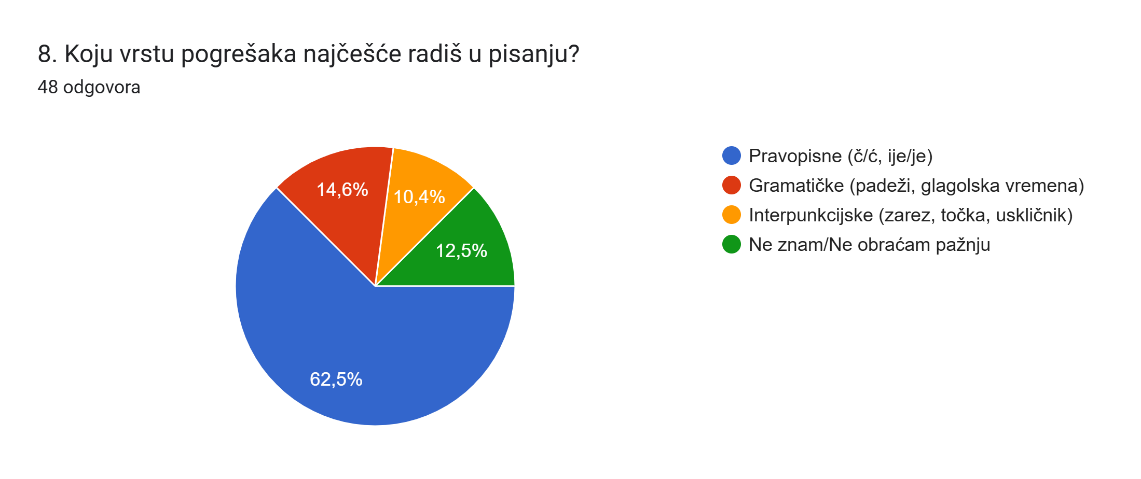 8. Koju vrstu pogrešaka najčešće radiš u pisanju?
48 odgovora
14,6%
10,4%
12,5%
62,5%
Pravopisne (č/ć, ije/je)
Gramatičke (padeži, glagolska vremena)
Interpunkcijske (zarez, točka, uskličnik)
Ne znam/Ne obraćam pažnju